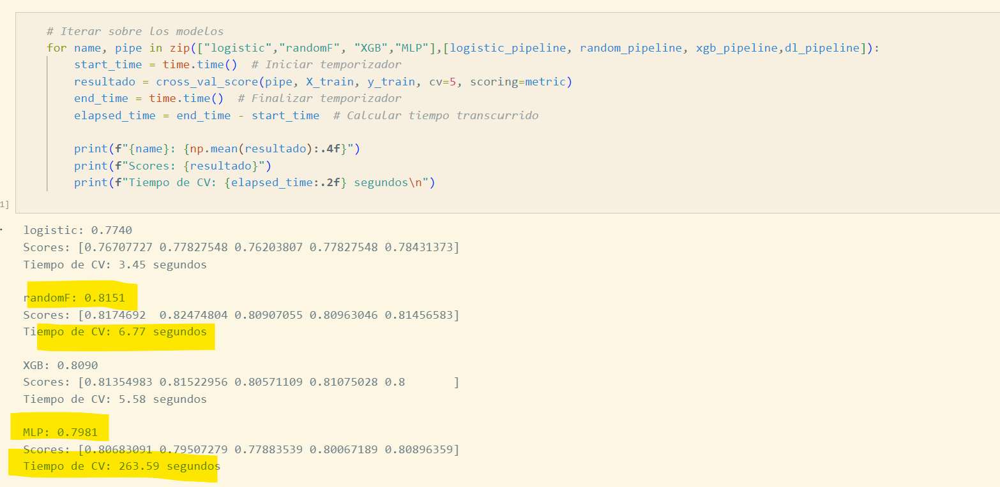 # Iterar sobre los modelos
for name, pipe in zip(["logistic","randomF", "XGB","MLP"],[logistic_pipeline, random_pipeline, xgb_pipeline,dl_pipeline]):
    start_time = time.time()  # Iniciar temporizador
    resultado = cross_val_score(pipe, X_train, y_train, cv=5, scoring=metric)
    end_time = time.time()  # Finalizar temporizador
    elapsed_time = end_time - start_time  # Calcular tiempo transcurrido
    print(f"{name}: {np.mean(resultado):.4f}")
    print(f"Scores: {resultado}")
    print(f"Tiempo de CV: {elapsed_time:.2f} segundos\n")
1]
logistic: 0.7740
Scores: [0.76707727 0.77827548 0.76203807 0.77827548 0.78431373]
Tiempo de CV: 3.45 segundos
randomF: 0.8151
Scores: [0.8174692  0.82474804 0.80907055 0.80963046 0.81456583]
Tiempo de CV: 6.77 segundos
XGB: 0.8090
Scores: [0.81354983 0.81522956 0.80571109 0.81075028 0.8       ]
Tiempo de CV: 5.58 segundos
MLP: 0.7981
Scores: [0.80683091 0.79507279 0.77883539 0.80067189 0.80896359]
Tiempo de CV: 263.59 segundos